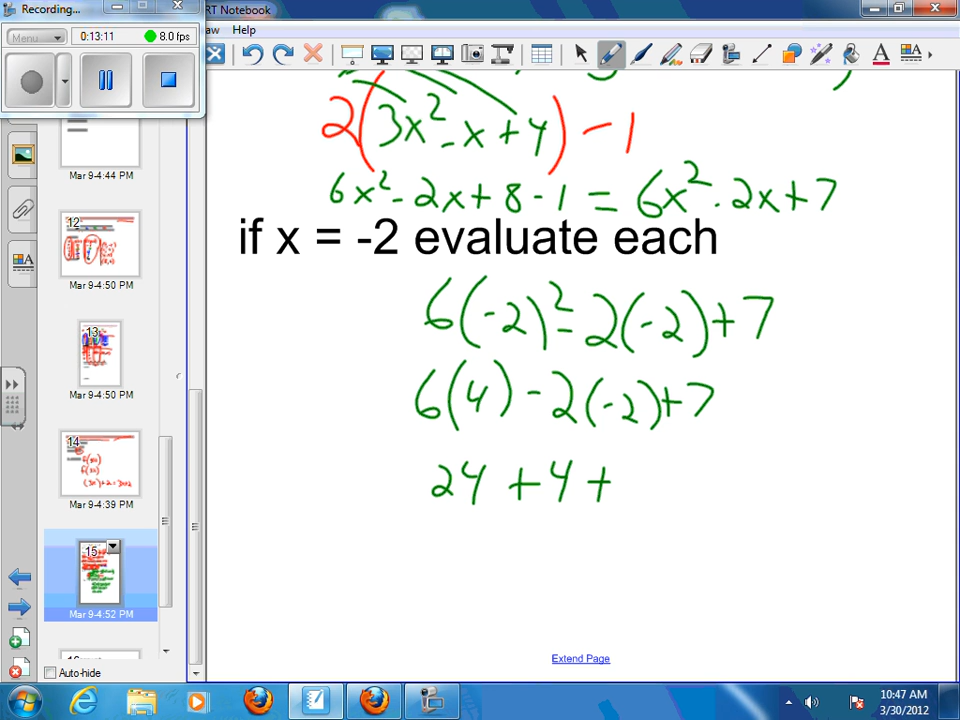 Recording...
RT Notebook
Menu
0:13:11
8.0 fps
aw Help
Mar 9-4:44 PM
12
Mar 9-4:50 PM
13
Mar 9-4:50 PM
14
Mar 9-4:39 PM
15
Mar 9-4:52 PM
Auto-hide
2(3x² - x + 4) - 1
6x² - 2x + 8 - 1 = 6x² - 2x + 7
if x = -2 evaluate each
6(-2)² - 2(-2) + 7
6(4) - 2(-2) + 7
24 + 4 +
Extend Page
10:47 AM
3/30/2012